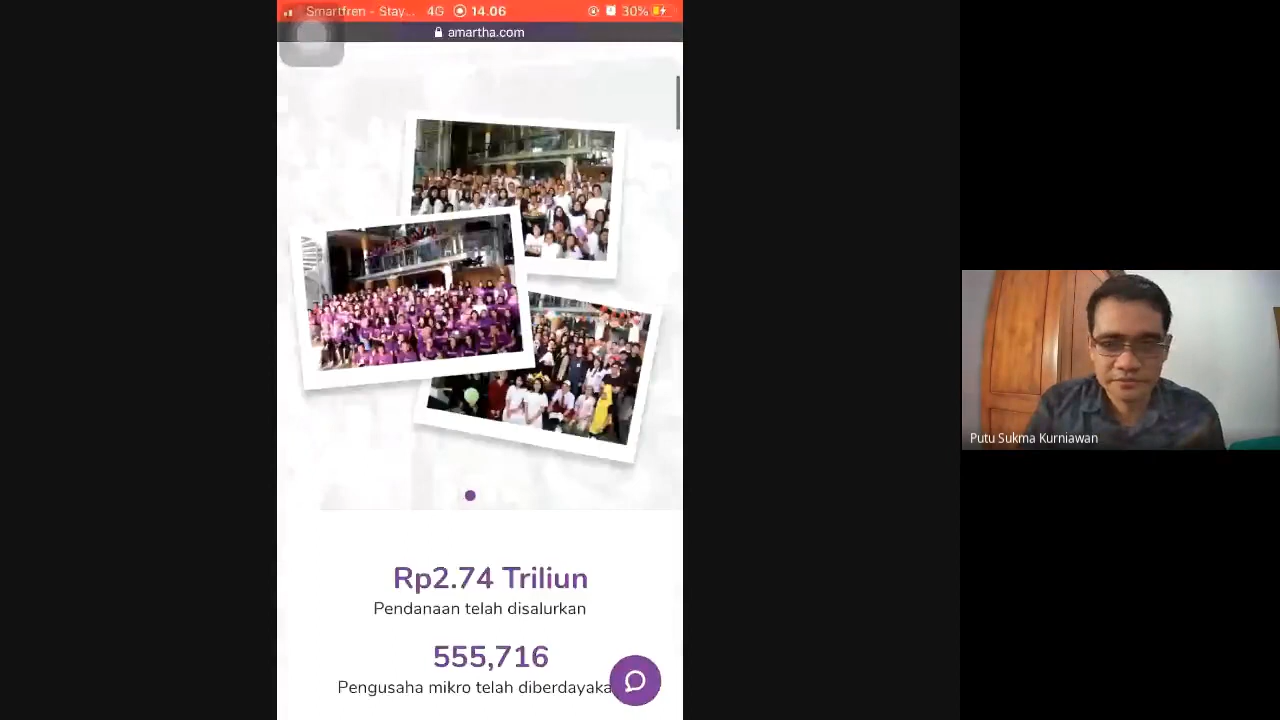 Smartfren - Stay... 4G 14.06 30%
amartha.com
Rp2.74 Triliun
Pendanaan telah disalurkan
555,716
Pengusaha mikro telah diberdayaka
Putu Sukma Kurniawan